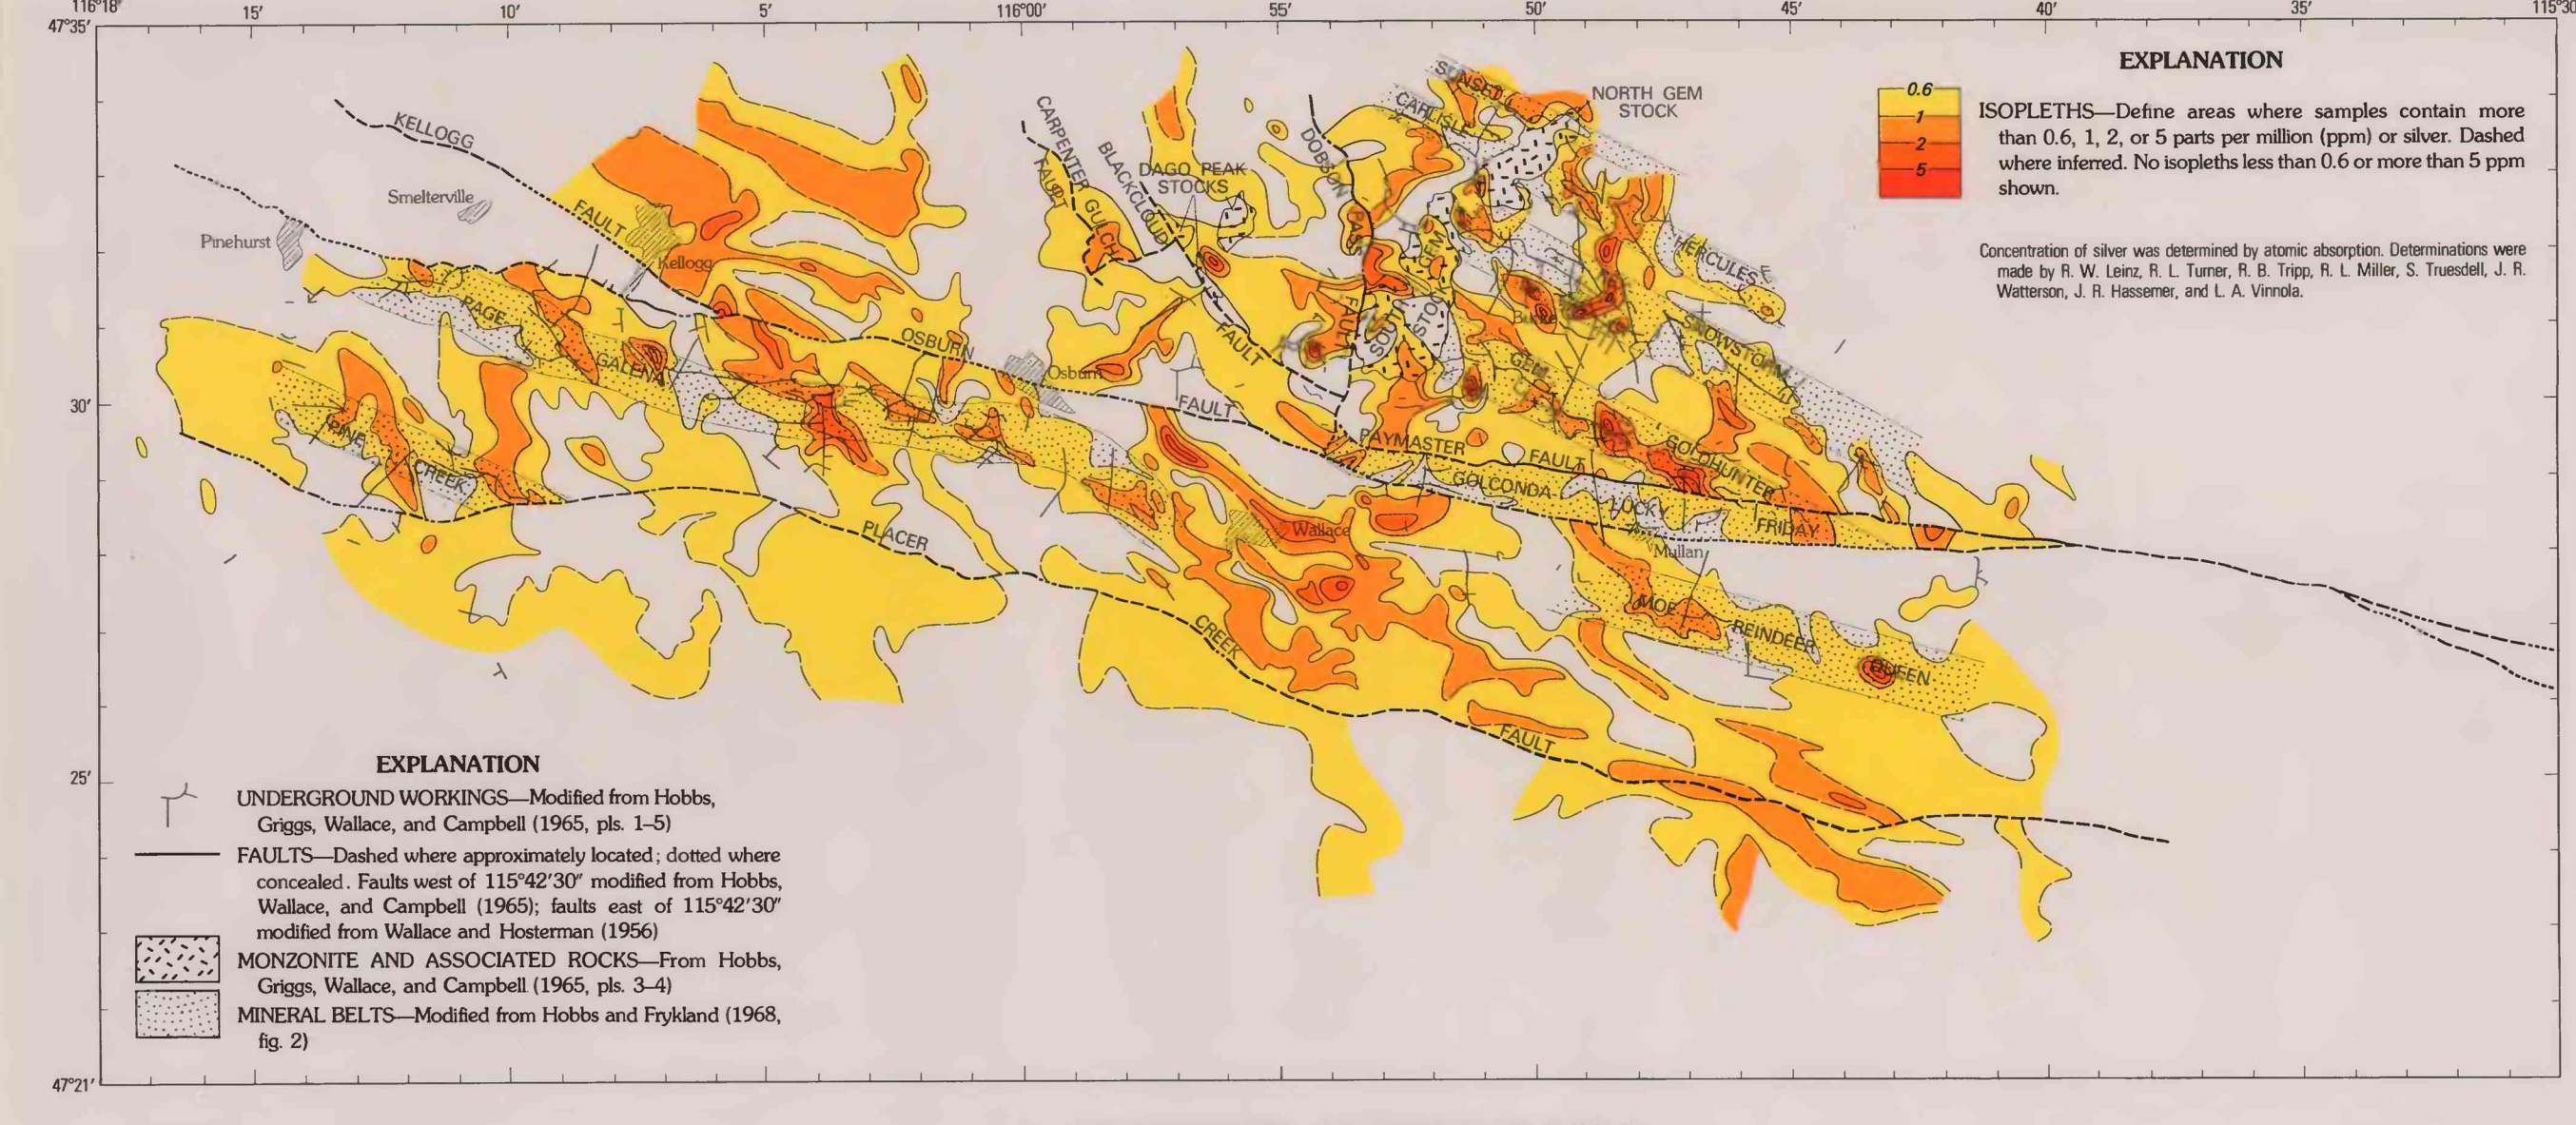 116°18′ 15′ 10′ 5′ 116°00′ 55′ 50′ 45′ 40′ 35′ 115°30
47°35′
30′
25′
47°21′
EXPLANATION
0.6
1
2
5
ISOPLETHS—Define areas where samples contain more
than 0.6, 1, 2, or 5 parts per million (ppm) or silver. Dashed
where inferred. No isopleths less than 0.6 or more than 5 ppm
shown.
Concentration of silver was determined by atomic absorption. Determinations were
made by R. W. Leinz, R. L. Turner, R. B. Tripp, R. L. Miller, S. Truesdell, J. R.
Watterson, J. R. Hassemer, and L. A. Vinnola.
KELLOGG
FAULT
Smelterville
Pinehurst
Kellogg
PAGE
GALENA
PINE
CREEK
OSBURN
FAULT
Osburn
PLACER
CREEK
FAULT
CARPENTER
GULCH
FAULT
BLACKCLOUD
FAULT
DAGO PEAK
STOCKS
DOBSON
PASS
FAULT
SUNSET
CARLISLE
NORTH GEM
STOCK
GEM
SOUTH
STOCK
HERCULES
SNOWSTORM
Burke
GEM
GOLDHUNTER
PAYMASTER
FAULT
GOLCONDA
LUCKY
FRIDAY
Wallace
Mullan
MOE
REINDEER
QUEEN
EXPLANATION
UNDERGROUND WORKINGS—Modified from Hobbs,
Griggs, Wallace, and Campbell (1965, pls. 1–5)
FAULTS—Dashed where approximately located; dotted where
concealed. Faults west of 115°42′30″ modified from Hobbs,
Wallace, and Campbell (1965); faults east of 115°42′30″
modified from Wallace and Hosterman (1956)
MONZONITE AND ASSOCIATED ROCKS—From Hobbs,
Griggs, Wallace, and Campbell (1965, pls. 3–4)
MINERAL BELTS—Modified from Hobbs and Frykland (1968,
fig. 2)